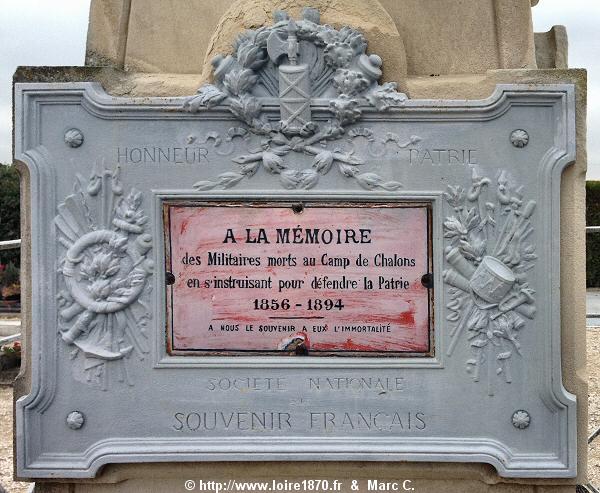 HONNEUR PATRIE
A LA MÉMOIRE
des Militaires morts au Camp de Chalons
en s'instruisant pour défendre la Patrie
1856 - 1894
A NOUS LE SOUVENIR A EUX L'IMMORTALITÉ
SOCIÉTÉ NATIONALE
DU
SOUVENIR FRANÇAIS
© http://www.loire1870.fr & Marc C.